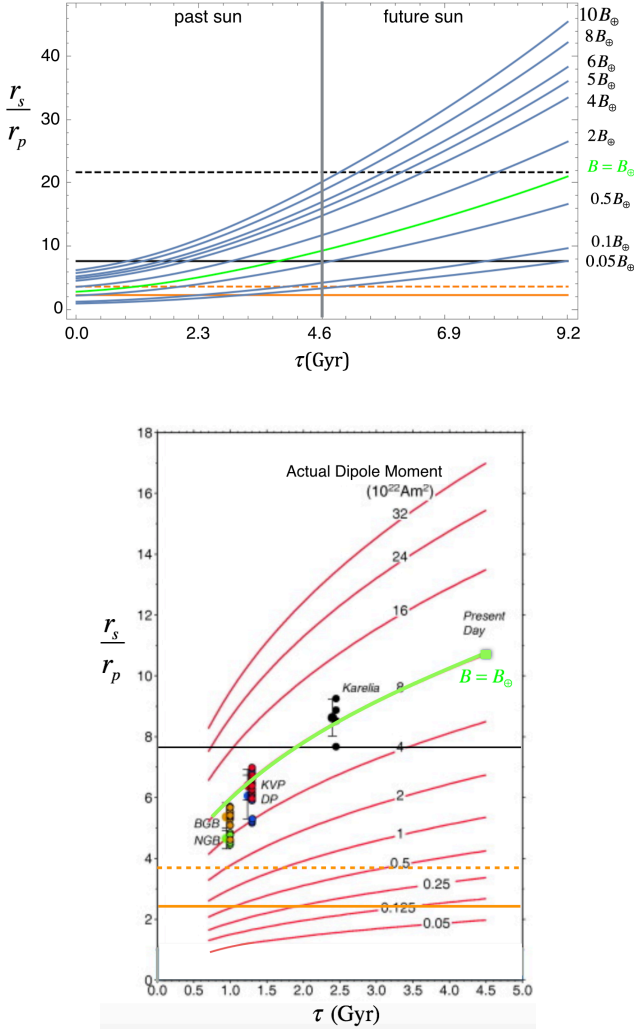 past sun future sun
10B⊕
8B⊕
6B⊕
5B⊕
4B⊕
2B⊕
B = B⊕
0.5B⊕
0.1B⊕
0.05B⊕
r_s
r_p
40
30
20
10
0
0.0 2.3 4.6 6.9 9.2
τ(Gyr)
18
16
14
12
10
8
6
4
2
0
r_s
r_p
Actual Dipole Moment
(10²²Am²)
32
24
16
Present
Day
B = B⊕
Karelia
8
4
KVP
DP
2
BGB
NGB
1
0.5
0.25
0.125
0.05
0.0 0.5 1.0 1.5 2.0 2.5 3.0 3.5 4.0 4.5 5.0
τ (Gyr)